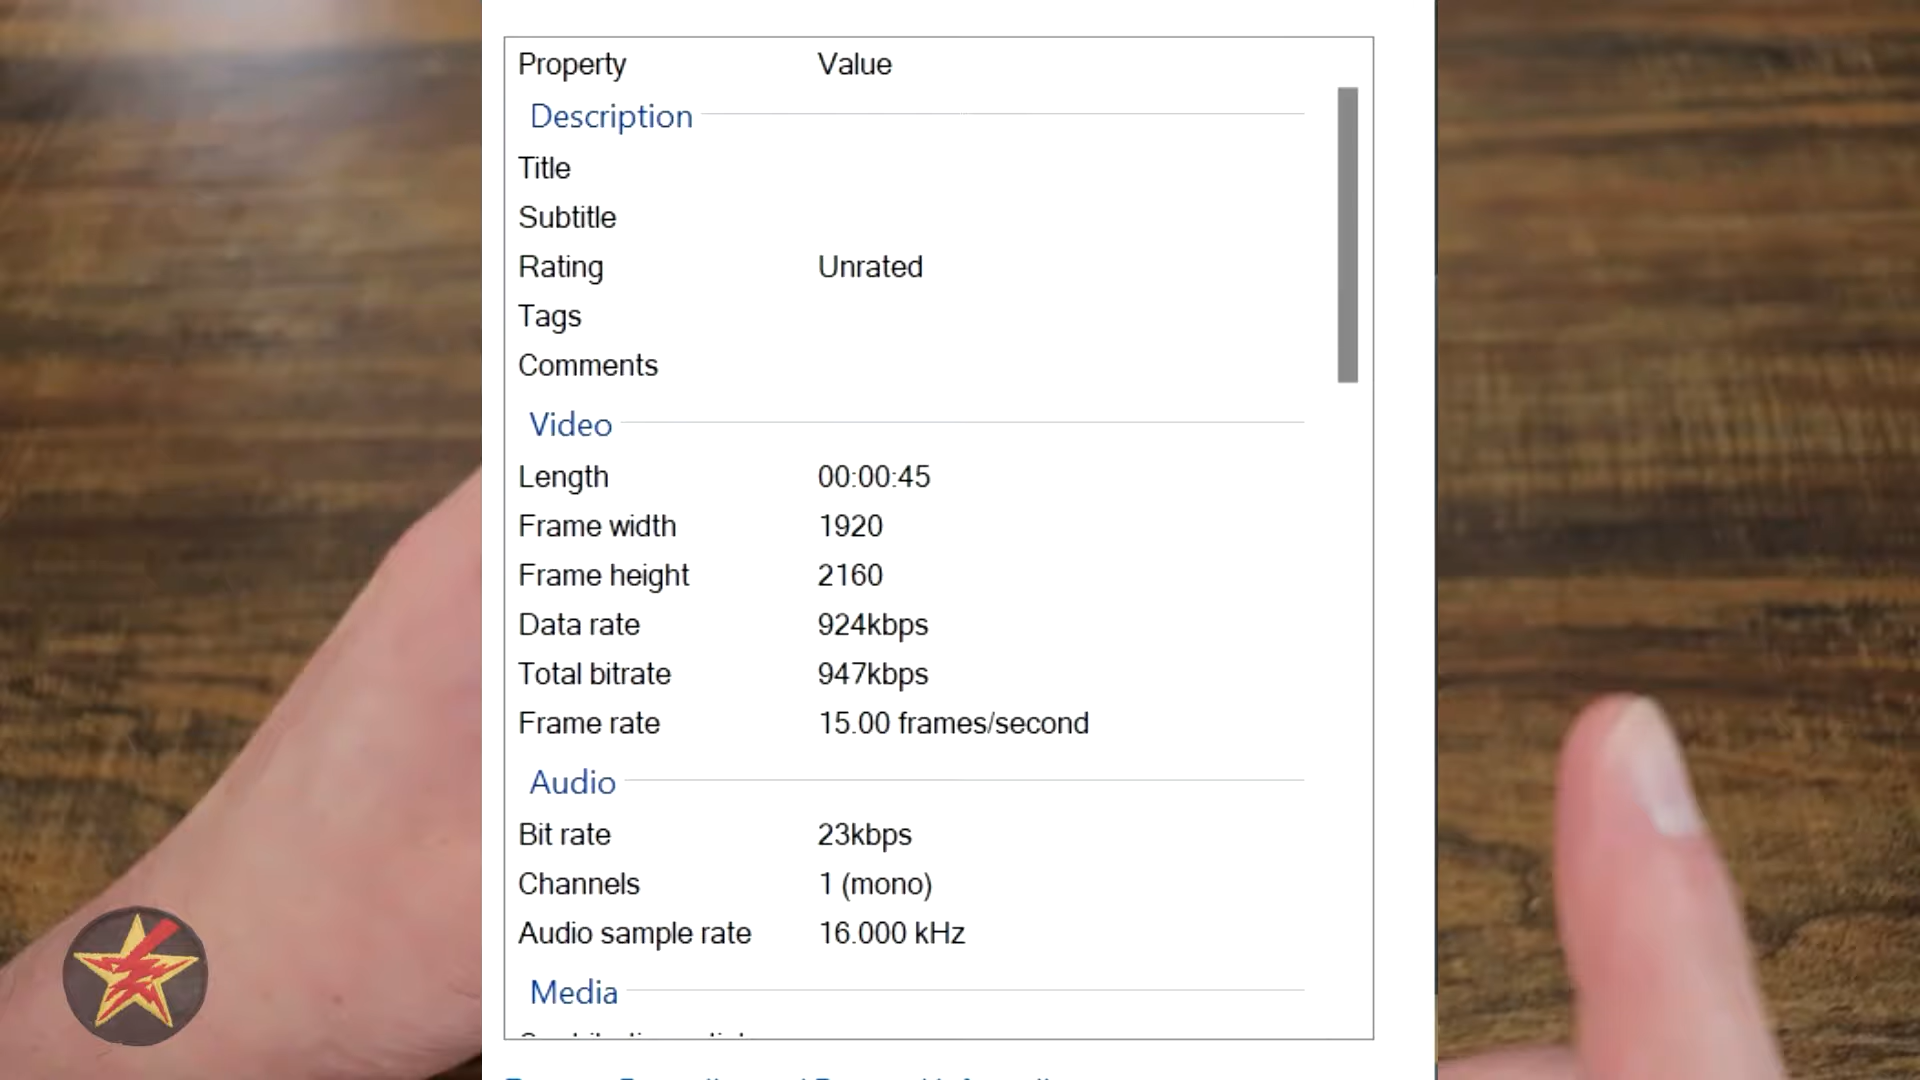 Property Value
Description
Title
Subtitle
Rating Unrated
Tags
Comments
Video
Length 00:00:45
Frame width 1920
Frame height 2160
Data rate 924kbps
Total bitrate 947kbps
Frame rate 15.00 frames/second
Audio
Bit rate 23kbps
Channels 1 (mono)
Audio sample rate 16.000 kHz
Media